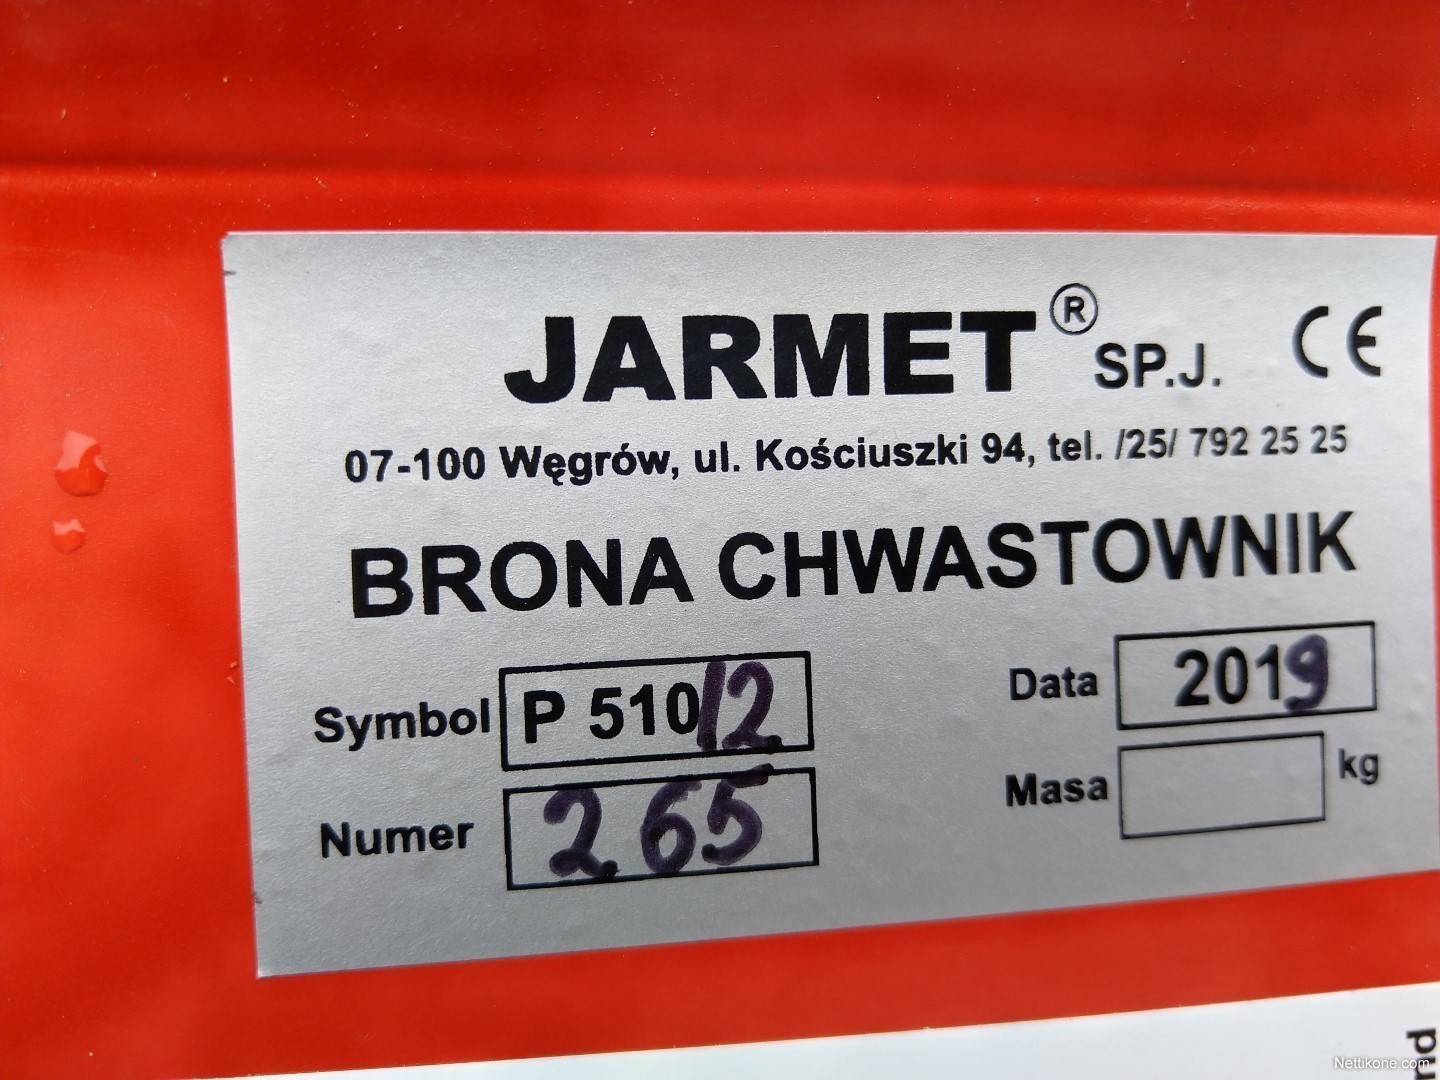 JARMET® SP.J. CE
07-100 Węgrów, ul. Kościuszki 94, tel. /25/ 792 25 25
BRONA CHWASTOWNIK
Symbol P 510/2 Data 2019
Numer 265 Masa kg
nd
Nettikone.com